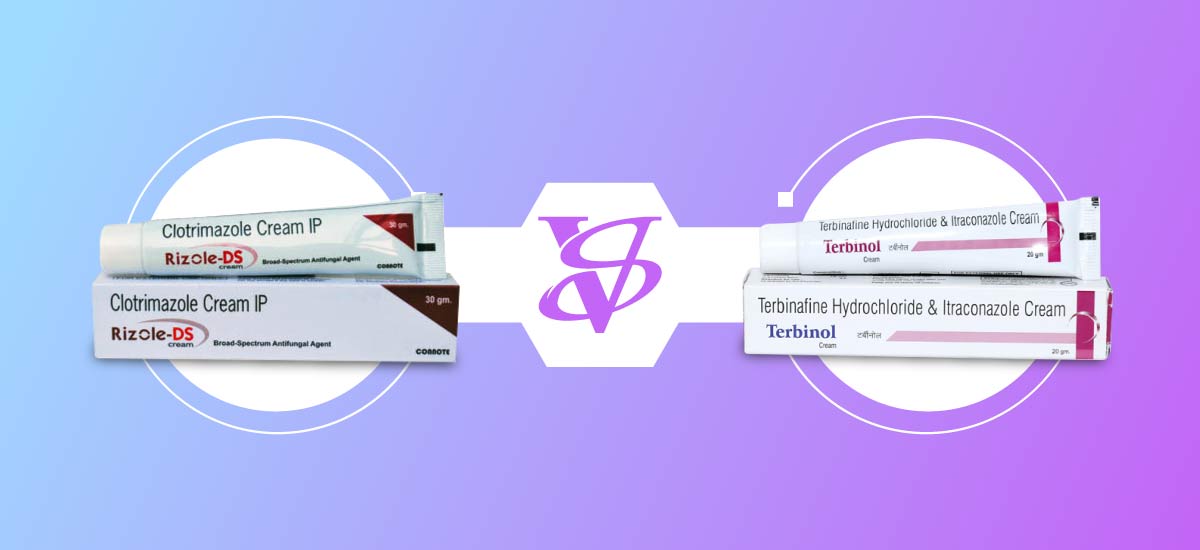 Clotrimazole Cream IP
30 gm.
Rizole-DS
cream
Broad-Spectrum Antifungal Agent
CONNOTE
Clotrimazole Cream IP
30 gm.
Rizole-DS
cream
Broad-Spectrum Antifungal Agent
CONNOTE
VS
Terbinafine Hydrochloride & Itraconazole Cream
Terbinol टर्बीनोल
Cream
20 gm
Terbinafine Hydrochloride & Itraconazole Cream
Terbinol टर्बीनोल
Cream
20 gm.